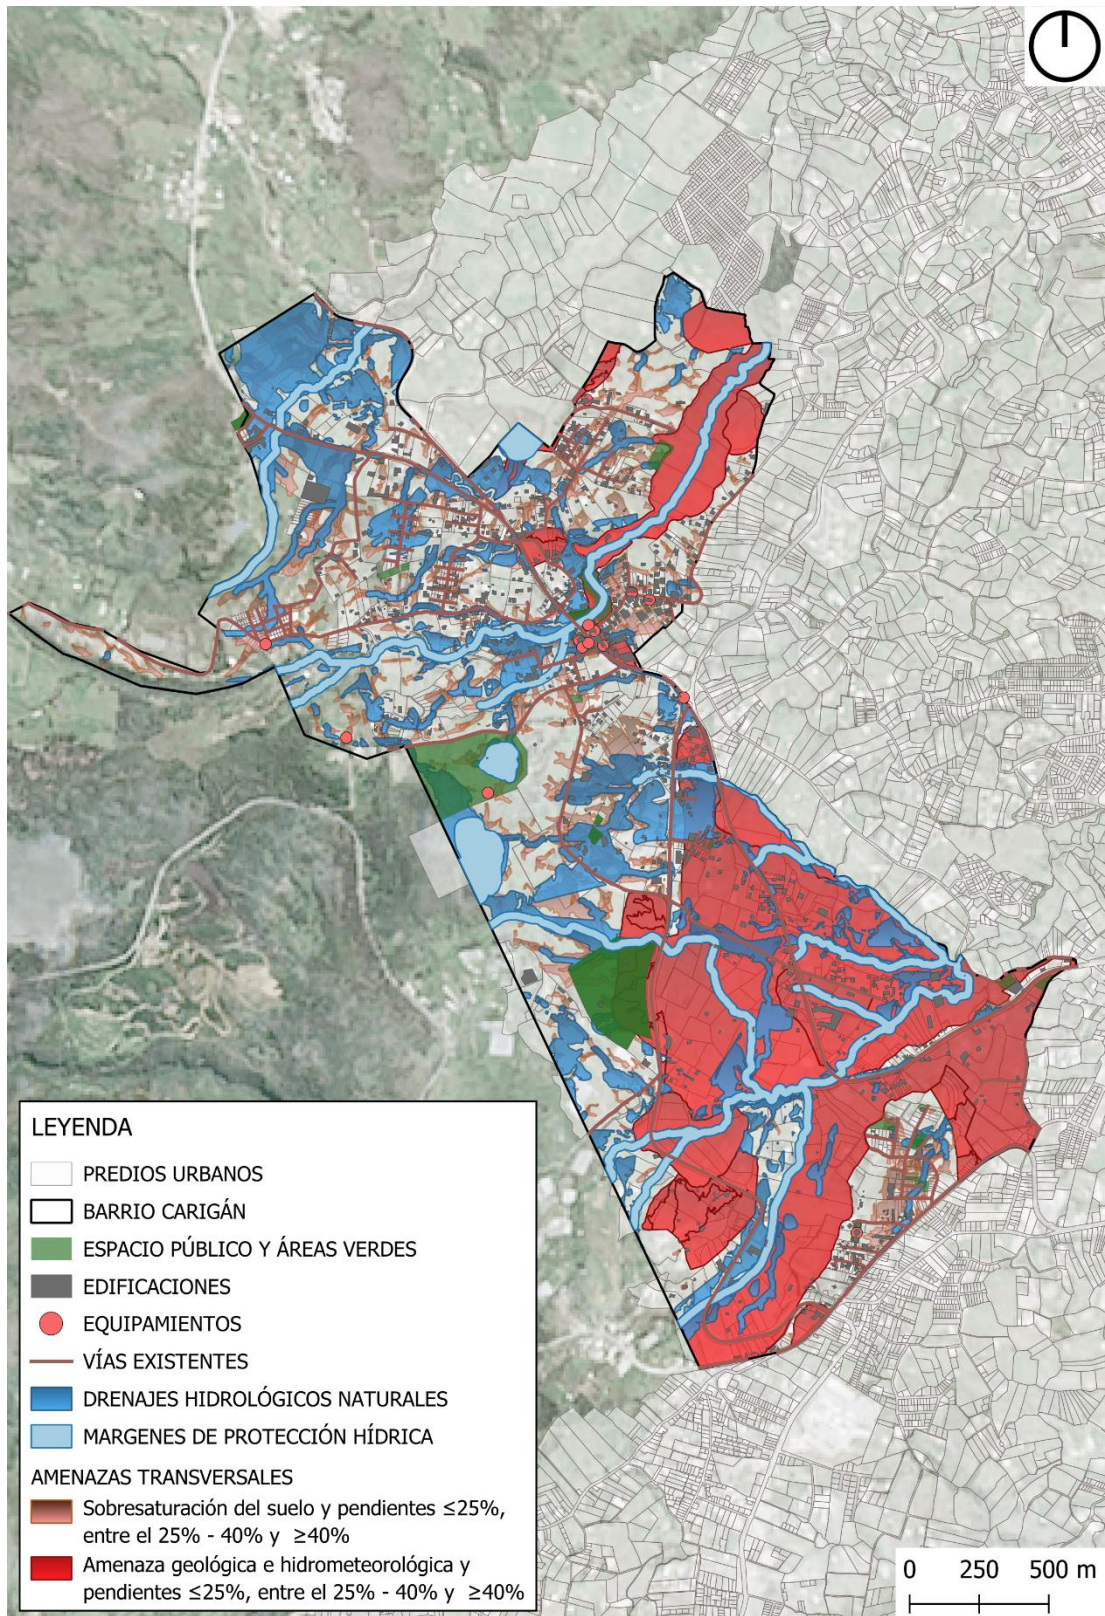 LEYENDA
PREDIOS URBANOS
BARRIO CARIGÁN
ESPACIO PÚBLICO Y ÁREAS VERDES
EDIFICACIONES
EQUIPAMIENTOS
VÍAS EXISTENTES
DRENAJES HIDROLÓGICOS NATURALES
MARGENES DE PROTECCIÓN HÍDRICA
AMENAZAS TRANSVERSALES
Sobresaturación del suelo y pendientes ≤25%,
entre el 25% - 40% y ≥40%
Amenaza geológica e hidrometeorológica y
pendientes ≤25%, entre el 25% - 40% y ≥40%
0 250 500 m